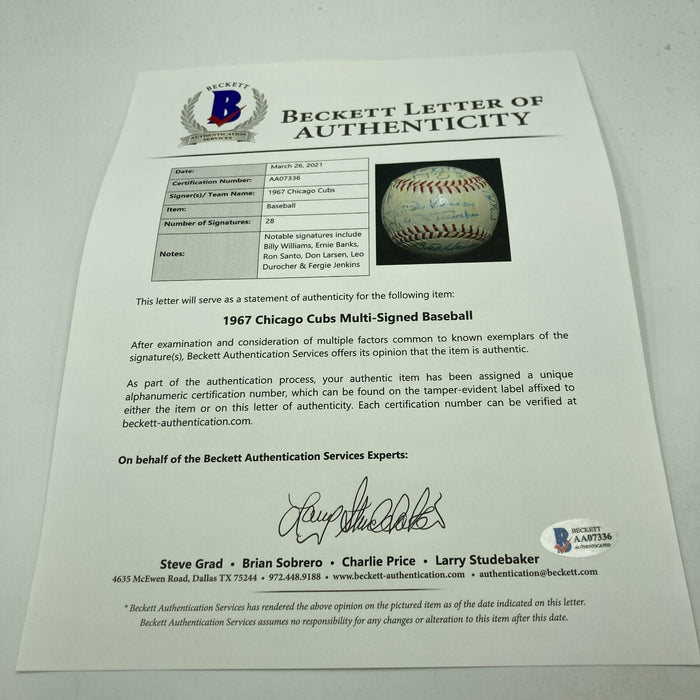 BECKETT
B
AUTHENTICATION
SERVICES
BECKETT LETTER OF
AUTHENTICITY
Date: March 26, 2021
Certification Number: AA07336
Signer(s)/ Team Name: 1967 Chicago Cubs
Item: Baseball
Number of Signatures: 28
Notes: Notable signatures include
Billy Williams, Ernie Banks,
Ron Santo, Don Larsen, Leo
Durocher & Fergie Jenkins
This letter will serve as a statement of authenticity for the following item:
1967 Chicago Cubs Multi-Signed Baseball
After examination and consideration of multiple factors common to known exemplars of the
signature(s), Beckett Authentication Services offers its opinion that the item is authentic.
As part of the authentication process, your authentic item has been assigned a unique
alphanumeric certification number, which can be found on the tamper-evident label affixed to
either the item or on this letter of authenticity. Each certification number can be verified at
beckett-authentication.com.
On behalf of the Beckett Authentication Services Experts:
Larry Studebaker
BECKETT
B AA07336
AUTHENTICATED
Steve Grad • Brian Sobrero • Charlie Price • Larry Studebaker
4635 McEwen Road, Dallas TX 75244 • 972.448.9188 • www.beckett-authentication.com • authentication@beckett.com
* Beckett Authentication Services has rendered the above opinion on the pictured item as of the date indicated on this letter.
Beckett Authentication Services assumes no responsibility for any changes or alteration to this item after this date.